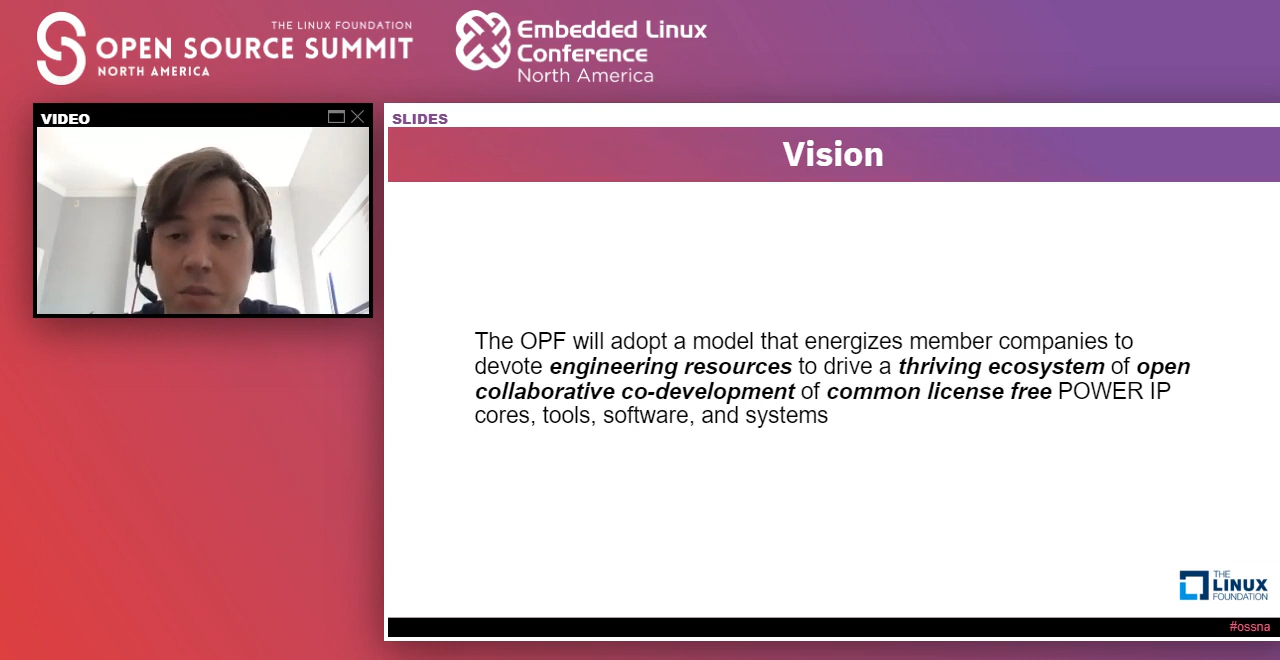 THE LINUX FOUNDATION
OPEN SOURCE SUMMIT
NORTH AMERICA
Embedded Linux
Conference
North America
VIDEO
SLIDES
Vision
The OPF will adopt a model that energizes member companies to
devote engineering resources to drive a thriving ecosystem of open
collaborative co-development of common license free POWER IP
cores, tools, software, and systems
THE
LINUX
FOUNDATION
#ossna